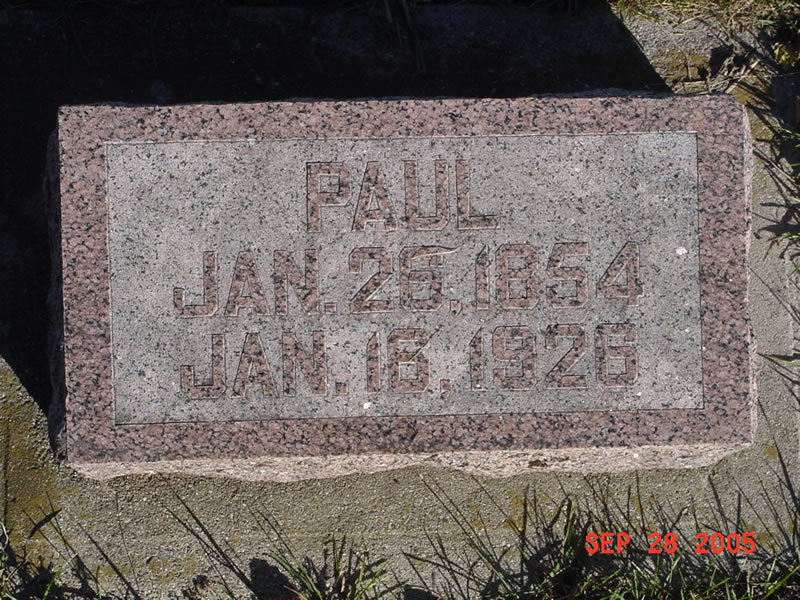 PAUL
JAN. 26, 1854
JAN. 16, 1926
SEP 28 2005